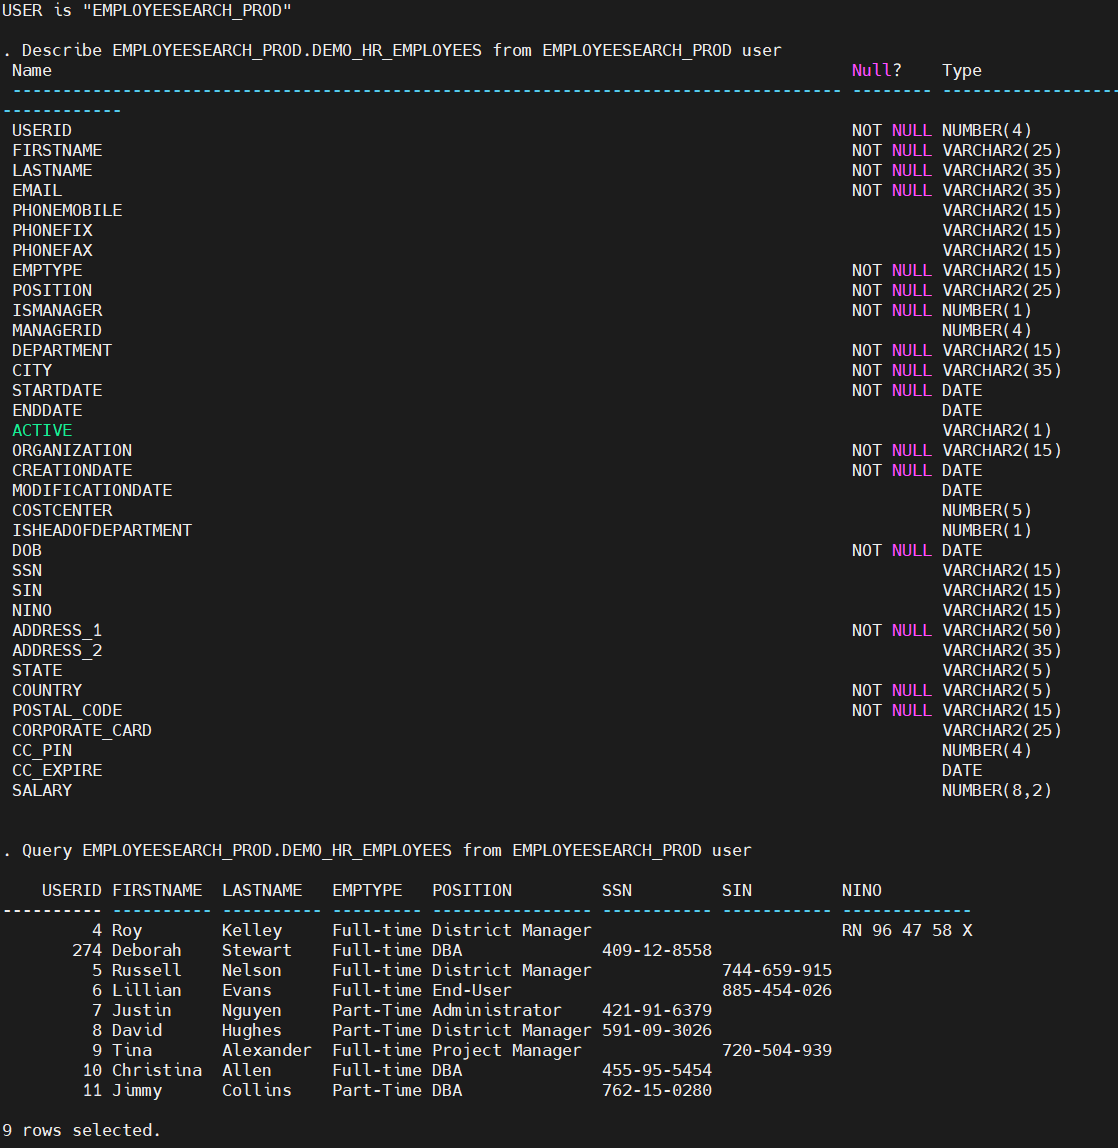 USER is "EMPLOYEESEARCH_PROD"
. Describe EMPLOYEESEARCH_PROD.DEMO_HR_EMPLOYEES from EMPLOYEESEARCH_PROD user
Name Null? Type
----------------------------------------------------------------------------------- -------- ------------------
------------
USERID NOT NULL NUMBER(4)
FIRSTNAME NOT NULL VARCHAR2(25)
LASTNAME NOT NULL VARCHAR2(35)
EMAIL NOT NULL VARCHAR2(35)
PHONEMOBILE VARCHAR2(15)
PHONEFIX VARCHAR2(15)
PHONEFAX VARCHAR2(15)
EMPTYPE NOT NULL VARCHAR2(15)
POSITION NOT NULL VARCHAR2(25)
ISMANAGER NOT NULL NUMBER(1)
MANAGERID NUMBER(4)
DEPARTMENT NOT NULL VARCHAR2(15)
CITY NOT NULL VARCHAR2(35)
STARTDATE NOT NULL DATE
ENDDATE DATE
ACTIVE VARCHAR2(1)
ORGANIZATION NOT NULL VARCHAR2(15)
CREATIONDATE NOT NULL DATE
MODIFICATIONDATE DATE
COSTCENTER NUMBER(5)
ISHEADOFDEPARTMENT NUMBER(1)
DOB NOT NULL DATE
SSN VARCHAR2(15)
SIN VARCHAR2(15)
NINO VARCHAR2(15)
ADDRESS_1 NOT NULL VARCHAR2(50)
ADDRESS_2 VARCHAR2(35)
STATE VARCHAR2(5)
COUNTRY NOT NULL VARCHAR2(5)
POSTAL_CODE NOT NULL VARCHAR2(15)
CORPORATE_CARD VARCHAR2(25)
CC_PIN NUMBER(4)
CC_EXPIRE DATE
SALARY NUMBER(8,2)
. Query EMPLOYEESEARCH_PROD.DEMO_HR_EMPLOYEES from EMPLOYEESEARCH_PROD user
USERID FIRSTNAME LASTNAME EMPTYPE POSITION SSN SIN NINO
---------- ---------- ---------- --------- ---------------- ----------- ----------- -------------
4 Roy Kelley Full-time District Manager RN 96 47 58 X
274 Deborah Stewart Full-time DBA 409-12-8558
5 Russell Nelson Full-time District Manager 744-659-915
6 Lillian Evans Full-time End-User 885-454-026
7 Justin Nguyen Part-Time Administrator 421-91-6379
8 David Hughes Part-Time District Manager 591-09-3026
9 Tina Alexander Full-time Project Manager 720-504-939
10 Christina Allen Full-time DBA 455-95-5454
11 Jimmy Collins Part-Time DBA 762-15-0280
9 rows selected.